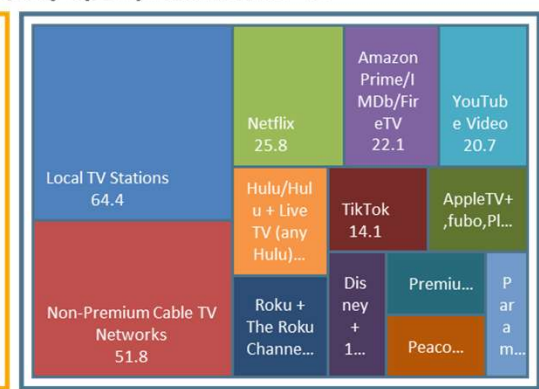 Local TV Stations
64.4
Non-Premium Cable TV
Networks
51.8
Netflix
25.8
Amazon
Prime/I
MDb/Fir
eTV
22.1
YouTub
e Video
20.7
Hulu/Hul
u + Live
TV (any
Hulu)...
TikTok
14.1
AppleTV+
,fubo,Pl...
Roku +
The Roku
Channe...
Dis
ney
+
1...
Premiu...
Peaco...
P
ar
a
m...